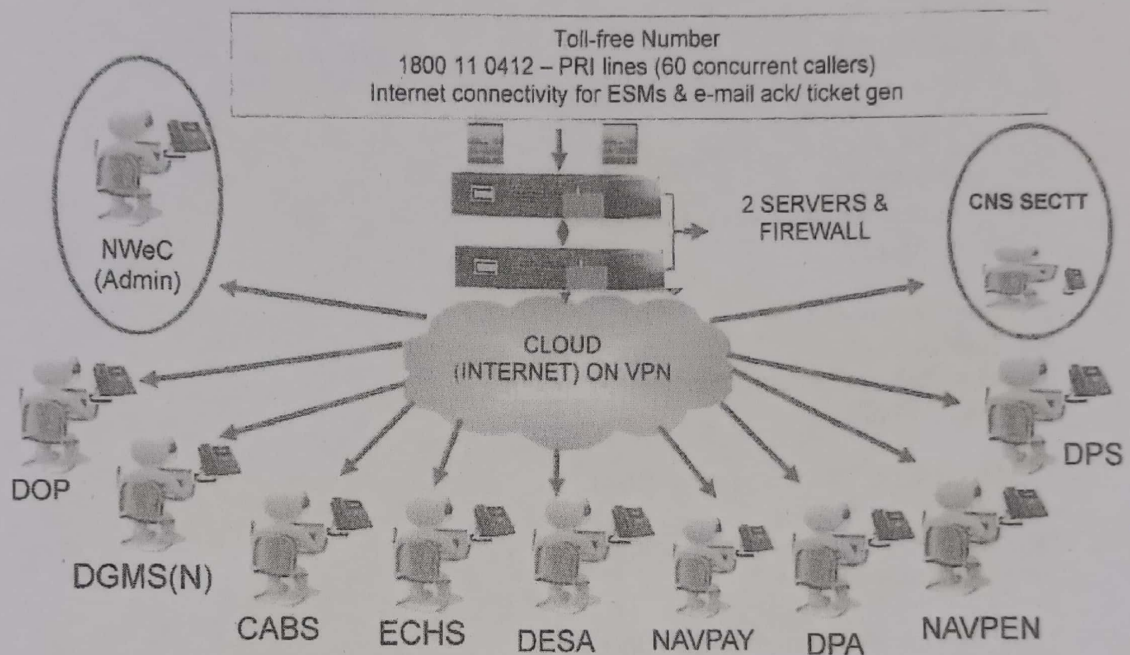 Toll-free Number
1800 11 0412 – PRI lines (60 concurrent callers)
Internet connectivity for ESMs & e-mail ack/ ticket gen
NWeC
(Admin)
2 SERVERS &
FIREWALL
CNS SECTT
CLOUD
(INTERNET) ON VPN
DOP
DGMS(N)
CABS
ECHS
DESA
NAVPAY
DPA
NAVPEN
DPS